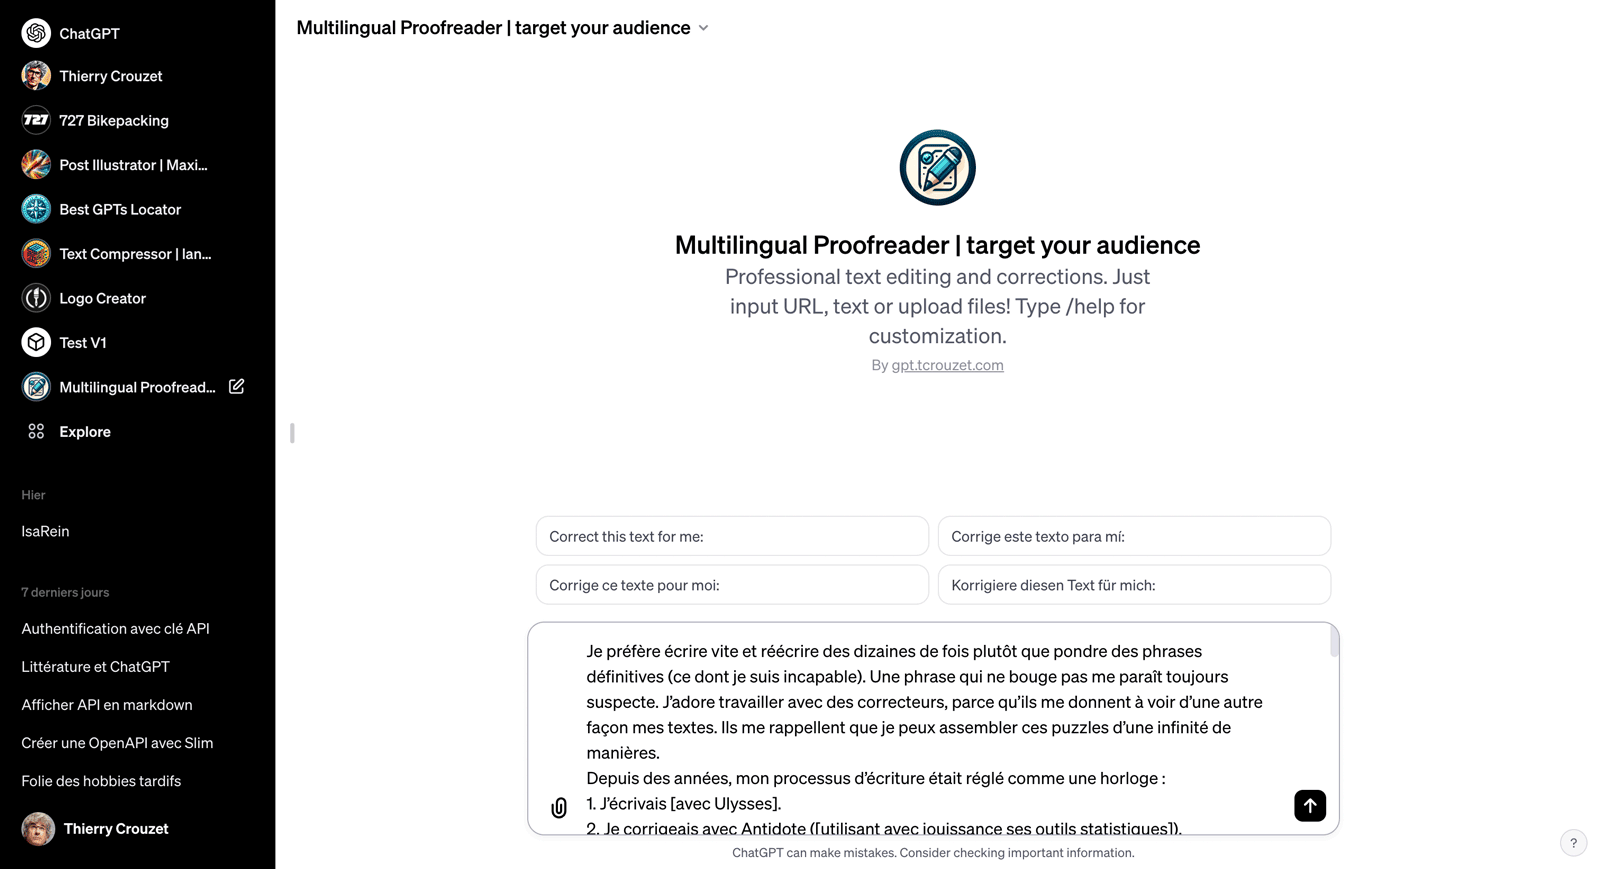 ChatGPT
Thierry Crouzet
727 Bikepacking
Post Illustrator | Maxi...
Best GPTs Locator
Text Compressor | lan...
Logo Creator
Test V1
Multilingual Proofread...
Explore
Hier
IsaRein
7 derniers jours
Authentification avec clé API
Littérature et ChatGPT
Afficher API en markdown
Créer une OpenAPI avec Slim
Folie des hobbies tardifs
Thierry Crouzet
Multilingual Proofreader | target your audience
Multilingual Proofreader | target your audience
Professional text editing and corrections. Just
input URL, text or upload files! Type /help for
customization.
By gpt.tcrouzet.com
Correct this text for me:
Corrige este texto para mí:
Corrige ce texte pour moi:
Korrigiere diesen Text für mich:
Je préfère écrire vite et réécrire des dizaines de fois plutôt que pondre des phrases
définitives (ce dont je suis incapable). Une phrase qui ne bouge pas me paraît toujours
suspecte. J’adore travailler avec des correcteurs, parce qu’ils me donnent à voir d’une autre
façon mes textes. Ils me rappellent que je peux assembler ces puzzles d’une infinité de
manières.
Depuis des années, mon processus d’écriture était réglé comme une horloge :
1. J’écrivais [avec Ulysses].
2. Je corrigeais avec Antidote ([utilisant avec jouissance ses outils statistiques]).
ChatGPT can make mistakes. Consider checking important information.
?